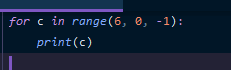 for c in range(6, 0, -1):
    print(c)